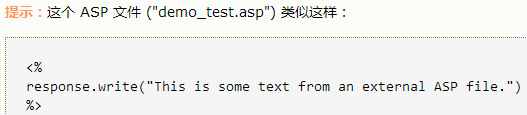 提示：这个 ASP 文件 ("demo_test.asp") 类似这样：
<%
response.write("This is some text from an external ASP file.")
%>